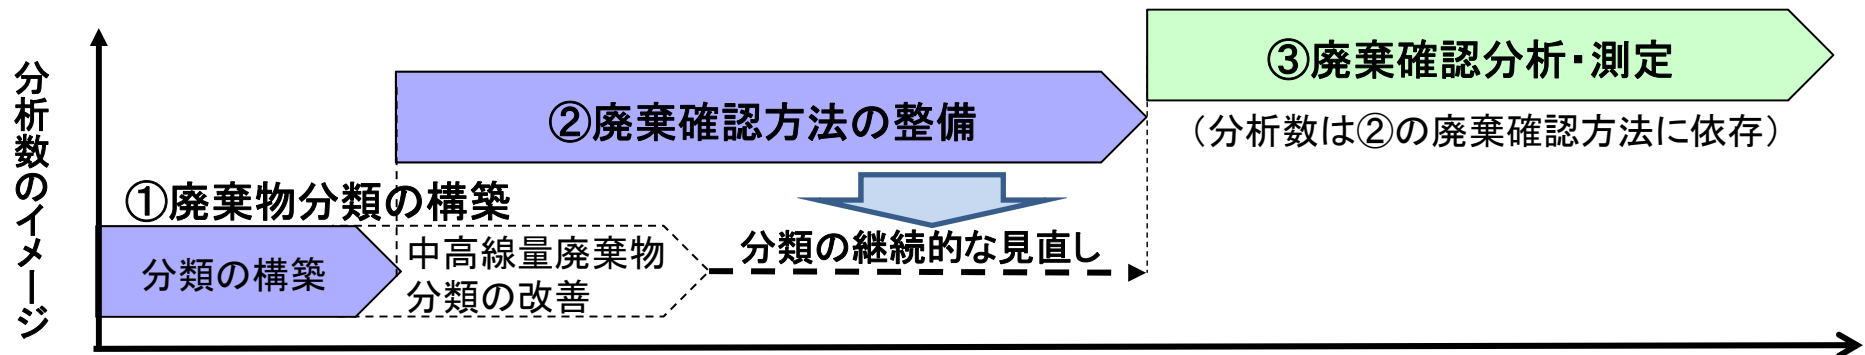 分析数のイメージ
③廃棄確認分析・測定
（分析数は②の廃棄確認方法に依存）
②廃棄確認方法の整備
①廃棄物分類の構築
分類の構築
中高線量廃棄物
分類の改善
分類の継続的な見直し